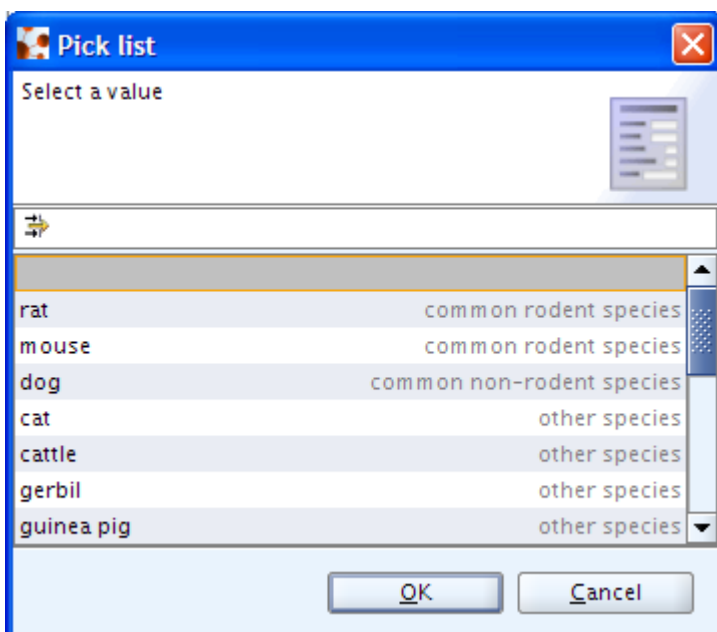 Pick list
Select a value
rat common rodent species
mouse common rodent species
dog common non-rodent species
cat other species
cattle other species
gerbil other species
guinea pig other species
OK Cancel